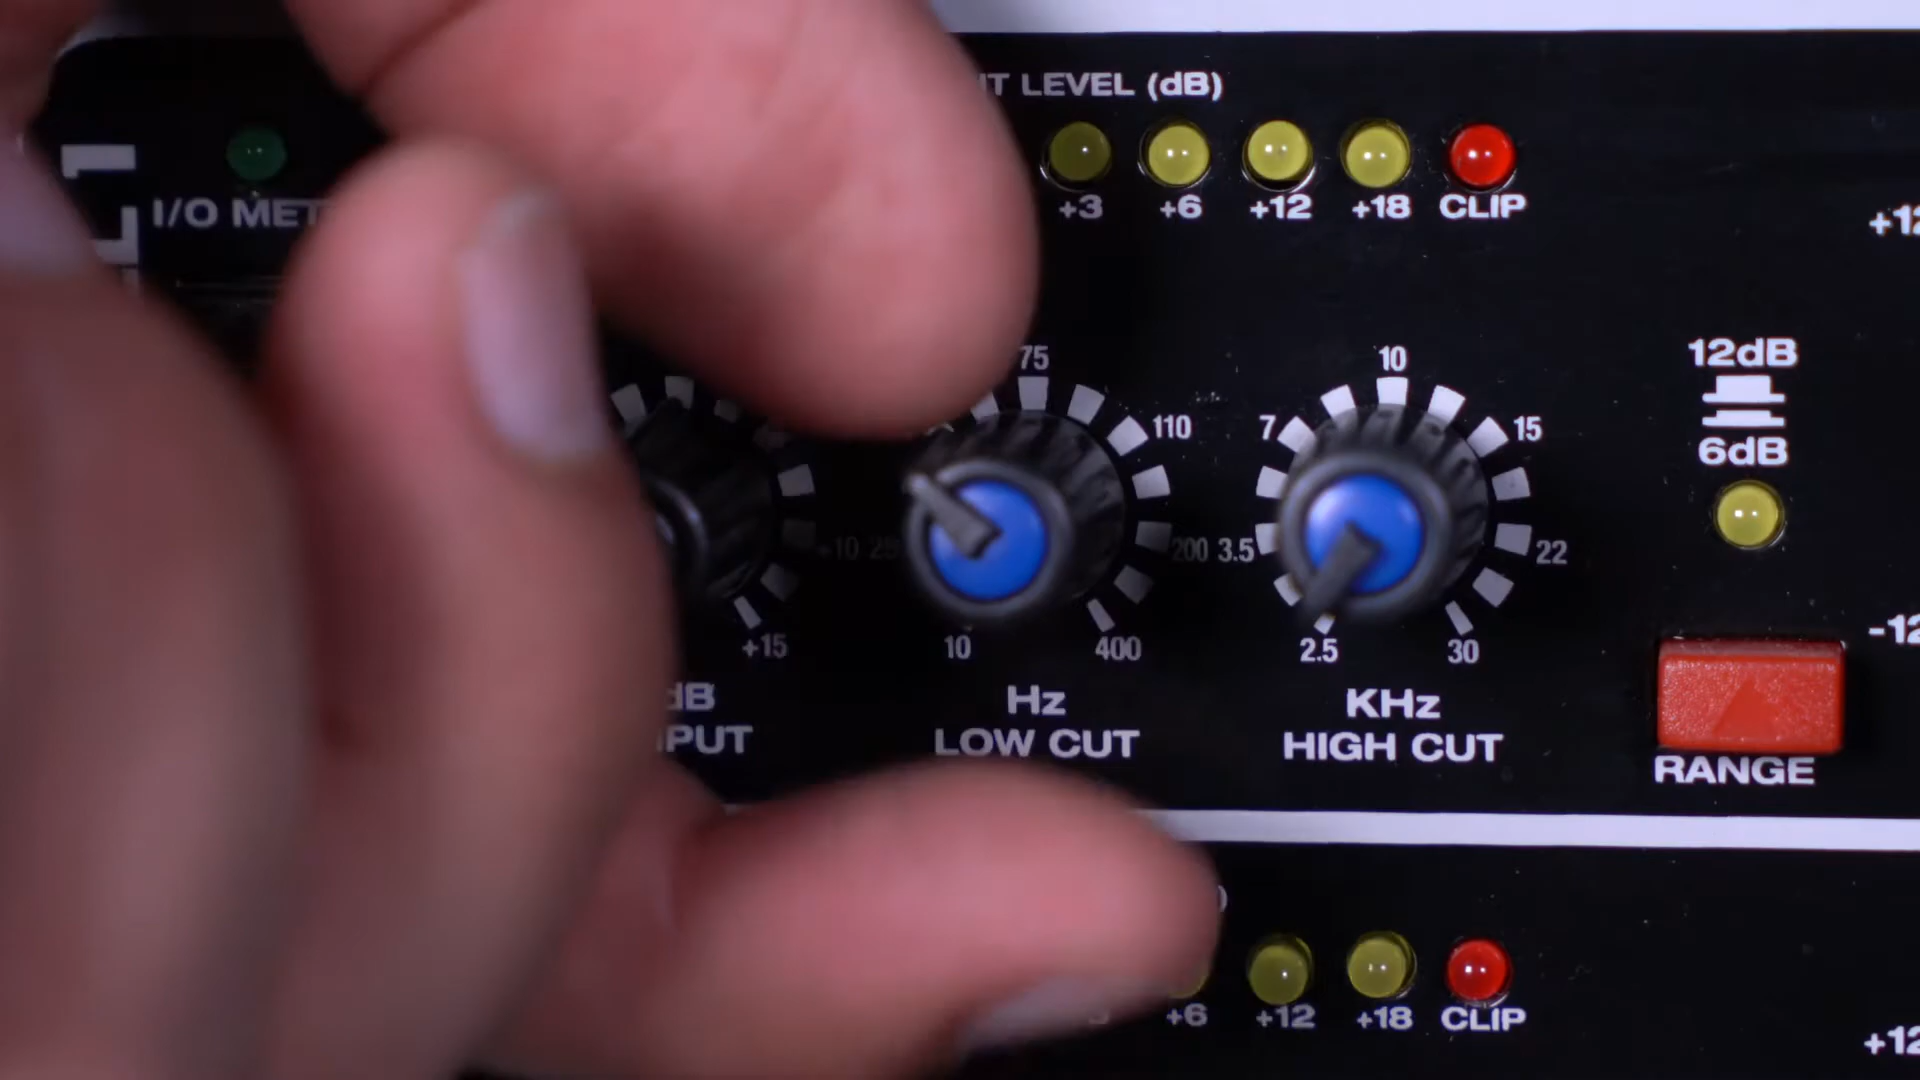 T LEVEL (dB)
+3 +6 +12 +18 CLIP
I/O MET
+12
75
10
12dB
110
7
15
6dB
+10
200
3.5
22
+15
10
400
2.5
30
-12
dB
Hz
KHz
PUT
LOW CUT
HIGH CUT
RANGE
+6 +12 +18 CLIP
+12